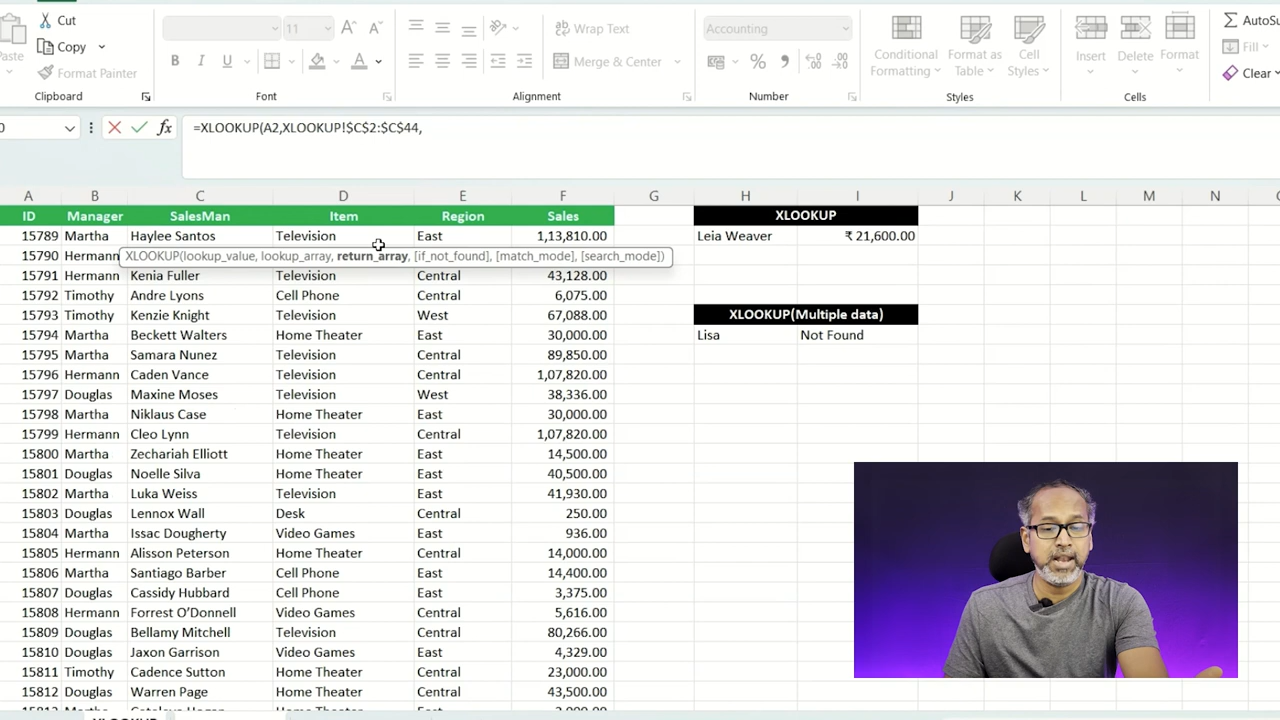 Cut
Copy
Paste
Format Painter
Clipboard
11
A A
B I U
A
Font
ab Wrap Text
Merge & Center
Alignment
Accounting
% ,
Number
Conditional
Formatting
Format as
Table
Cell
Styles
Styles
Insert
Delete
Format
Cells
Fill
Clear
0
fx
=XLOOKUP(A2,XLOOKUP!$C$2:$C$44,
A B C D E F G H I J K L M N
ID Manager SalesMan Item Region Sales XLOOKUP
15789 Martha Haylee Santos Television East 1,13,810.00 Leia Weaver ₹ 21,600.00
15790 Hermann XLOOKUP(lookup_value, lookup_array, return_array, [if_not_found], [match_mode], [search_mode])
15791 Hermann Kenia Fuller Television Central 43,128.00
15792 Timothy Andre Lyons Cell Phone Central 6,075.00
15793 Timothy Kenzie Knight Television West 67,088.00 XLOOKUP(Multiple data)
15794 Martha Beckett Walters Home Theater East 30,000.00 Lisa Not Found
15795 Martha Samara Nunez Television Central 89,850.00
15796 Hermann Caden Vance Television Central 1,07,820.00
15797 Douglas Maxine Moses Television West 38,336.00
15798 Martha Niklaus Case Home Theater East 30,000.00
15799 Hermann Cleo Lynn Television Central 1,07,820.00
15800 Martha Zechariah Elliott Home Theater East 14,500.00
15801 Douglas Noelle Silva Home Theater East 40,500.00
15802 Martha Luka Weiss Television East 41,930.00
15803 Douglas Lennox Wall Desk Central 250.00
15804 Martha Issac Dougherty Video Games East 936.00
15805 Hermann Alisson Peterson Home Theater Central 14,000.00
15806 Martha Santiago Barber Cell Phone East 14,400.00
15807 Douglas Cassidy Hubbard Cell Phone East 3,375.00
15808 Hermann Forrest O’Donnell Video Games Central 5,616.00
15809 Douglas Bellamy Mitchell Television Central 80,266.00
15810 Douglas Jaxon Garrison Video Games East 4,329.00
15811 Timothy Cadence Sutton Home Theater Central 23,000.00
15812 Douglas Warren Page Home Theater East 43,500.00